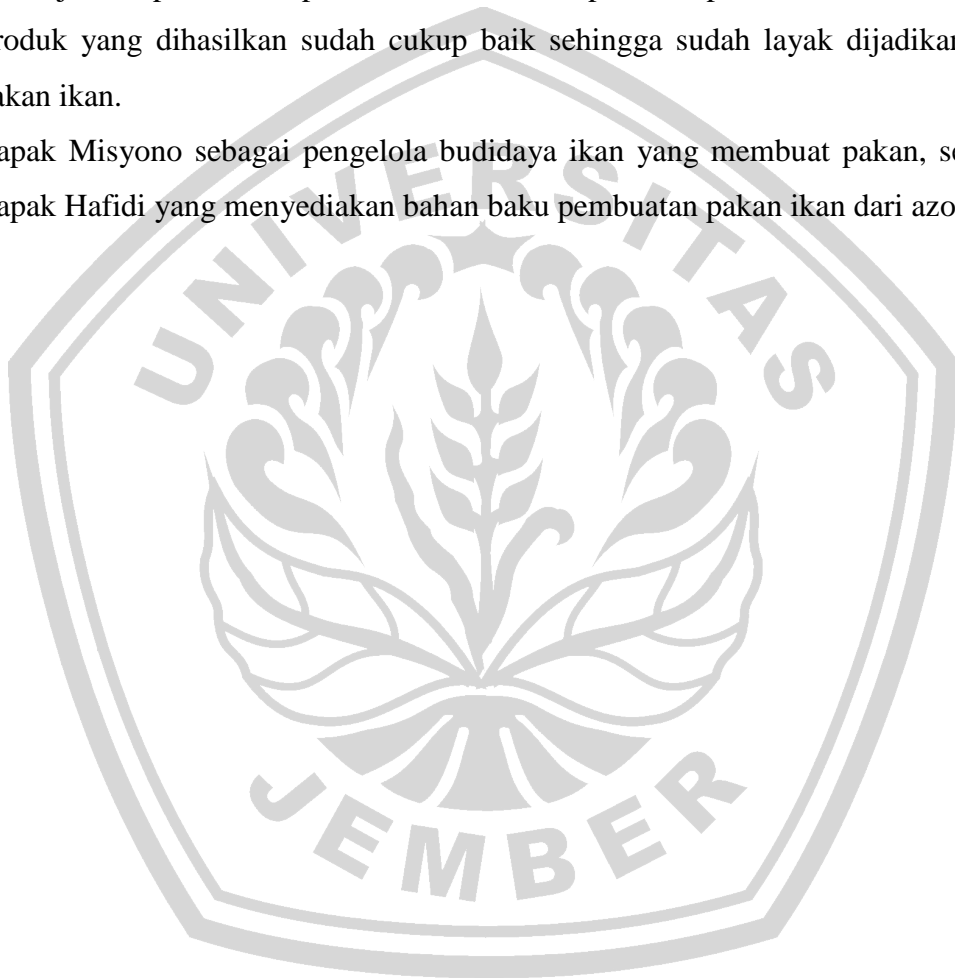 roduk yang dihasilkan sudah cukup baik sehingga sudah layak dijadikan
akan ikan.
apak Misyono sebagai pengelola budidaya ikan yang membuat pakan, se
apak Hafidi yang menyediakan bahan baku pembuatan pakan ikan dari azo
UNIVERSITAS
JEMBER